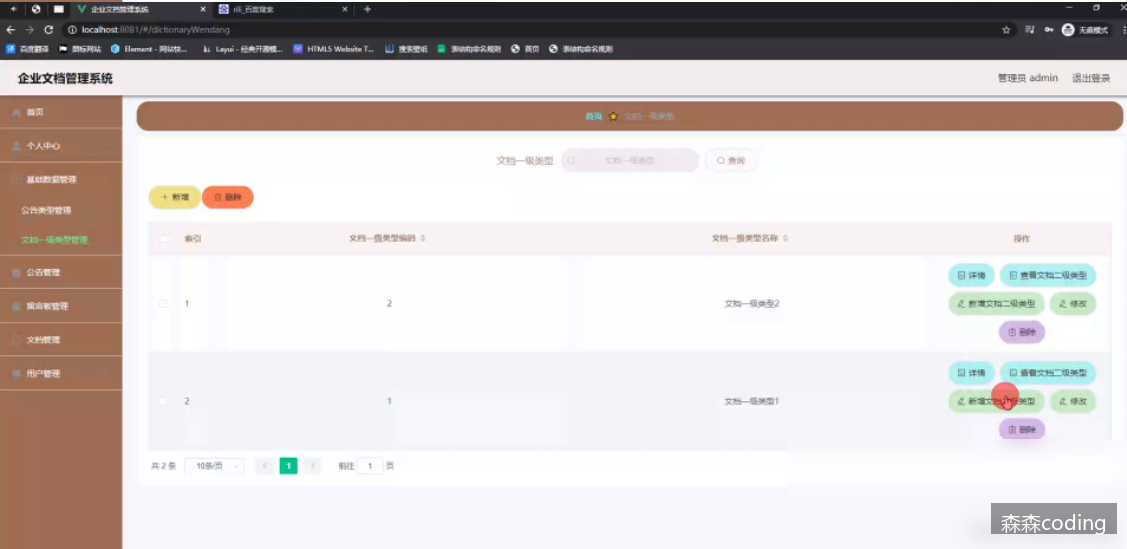 企业文档管理系统
localhost:8081/#/dictionaryWendang
无痕模式
百度翻译
图标网站
Element - 网站快...
Layui - 经典开源模...
HTML5 Website T...
搜索壁纸
表结构命名规则
首页
表结构命名规则
企业文档管理系统
管理员 admin
退出登录
首页
个人中心
基础数据管理
公告类型管理
文档一级类型管理
公告管理
留言板管理
文档管理
用户管理
首页 文档一级类型
文档一级类型
文档一级类型
查询
+ 新增
删除
索引 文档一级类型编码 文档一级类型名称 操作
1 2 文档一级类型2
详情 查看文档二级类型
新增文档二级类型 修改
删除
2 1 文档一级类型1
详情 查看文档二级类型
新增文档二级类型 修改
删除
共 2 条 10条/页 < 1 > 前往 1 页
森森coding